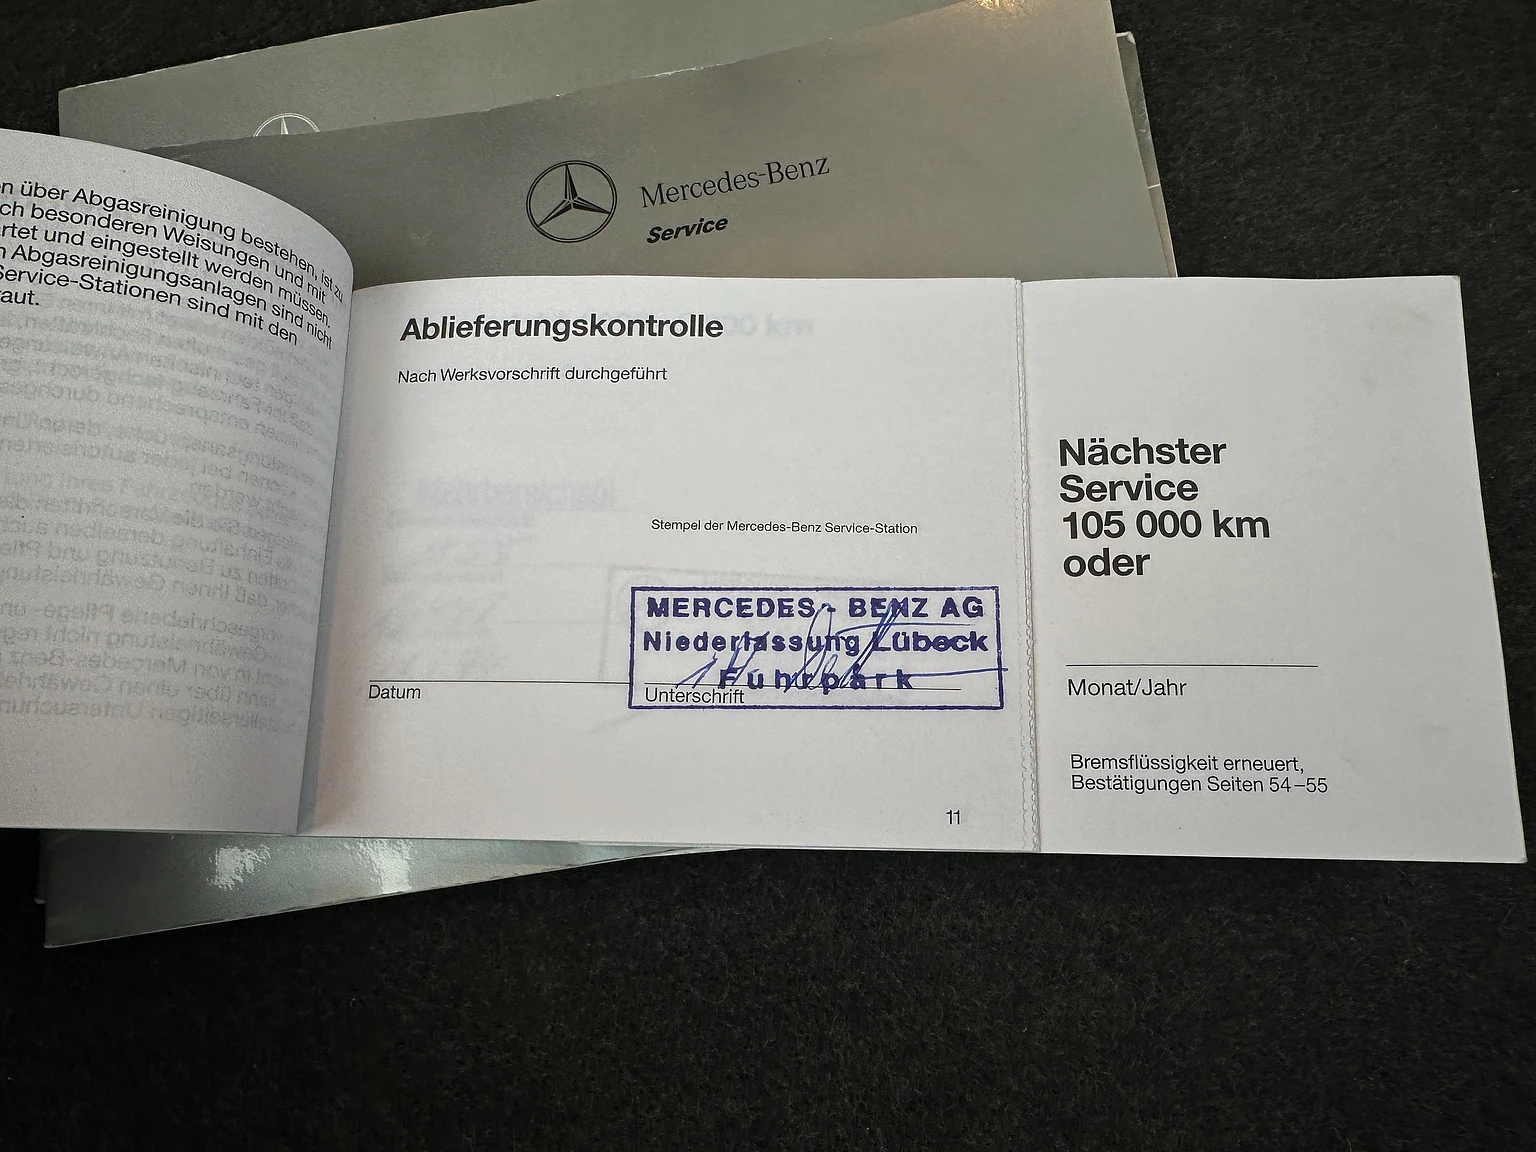 Mercedes-Benz
Service
n über Abgasreinigung bestehen, ist zu
ch besonderen Weisungen und mit
rtet und eingestellt werden müssen.
n Abgasreinigungsanlagen sind nicht
Service-Stationen sind mit den
raut.
Ablieferungskontrolle
Nach Werksvorschrift durchgeführt
Stempel der Mercedes-Benz Service-Station
MERCEDES - BENZ AG
Niederlassung Lübeck
Fuhrpark
Datum
Unterschrift
11
Nächster
Service
105 000 km
oder
Monat/Jahr
Bremsflüssigkeit erneuert,
Bestätigungen Seiten 54–55